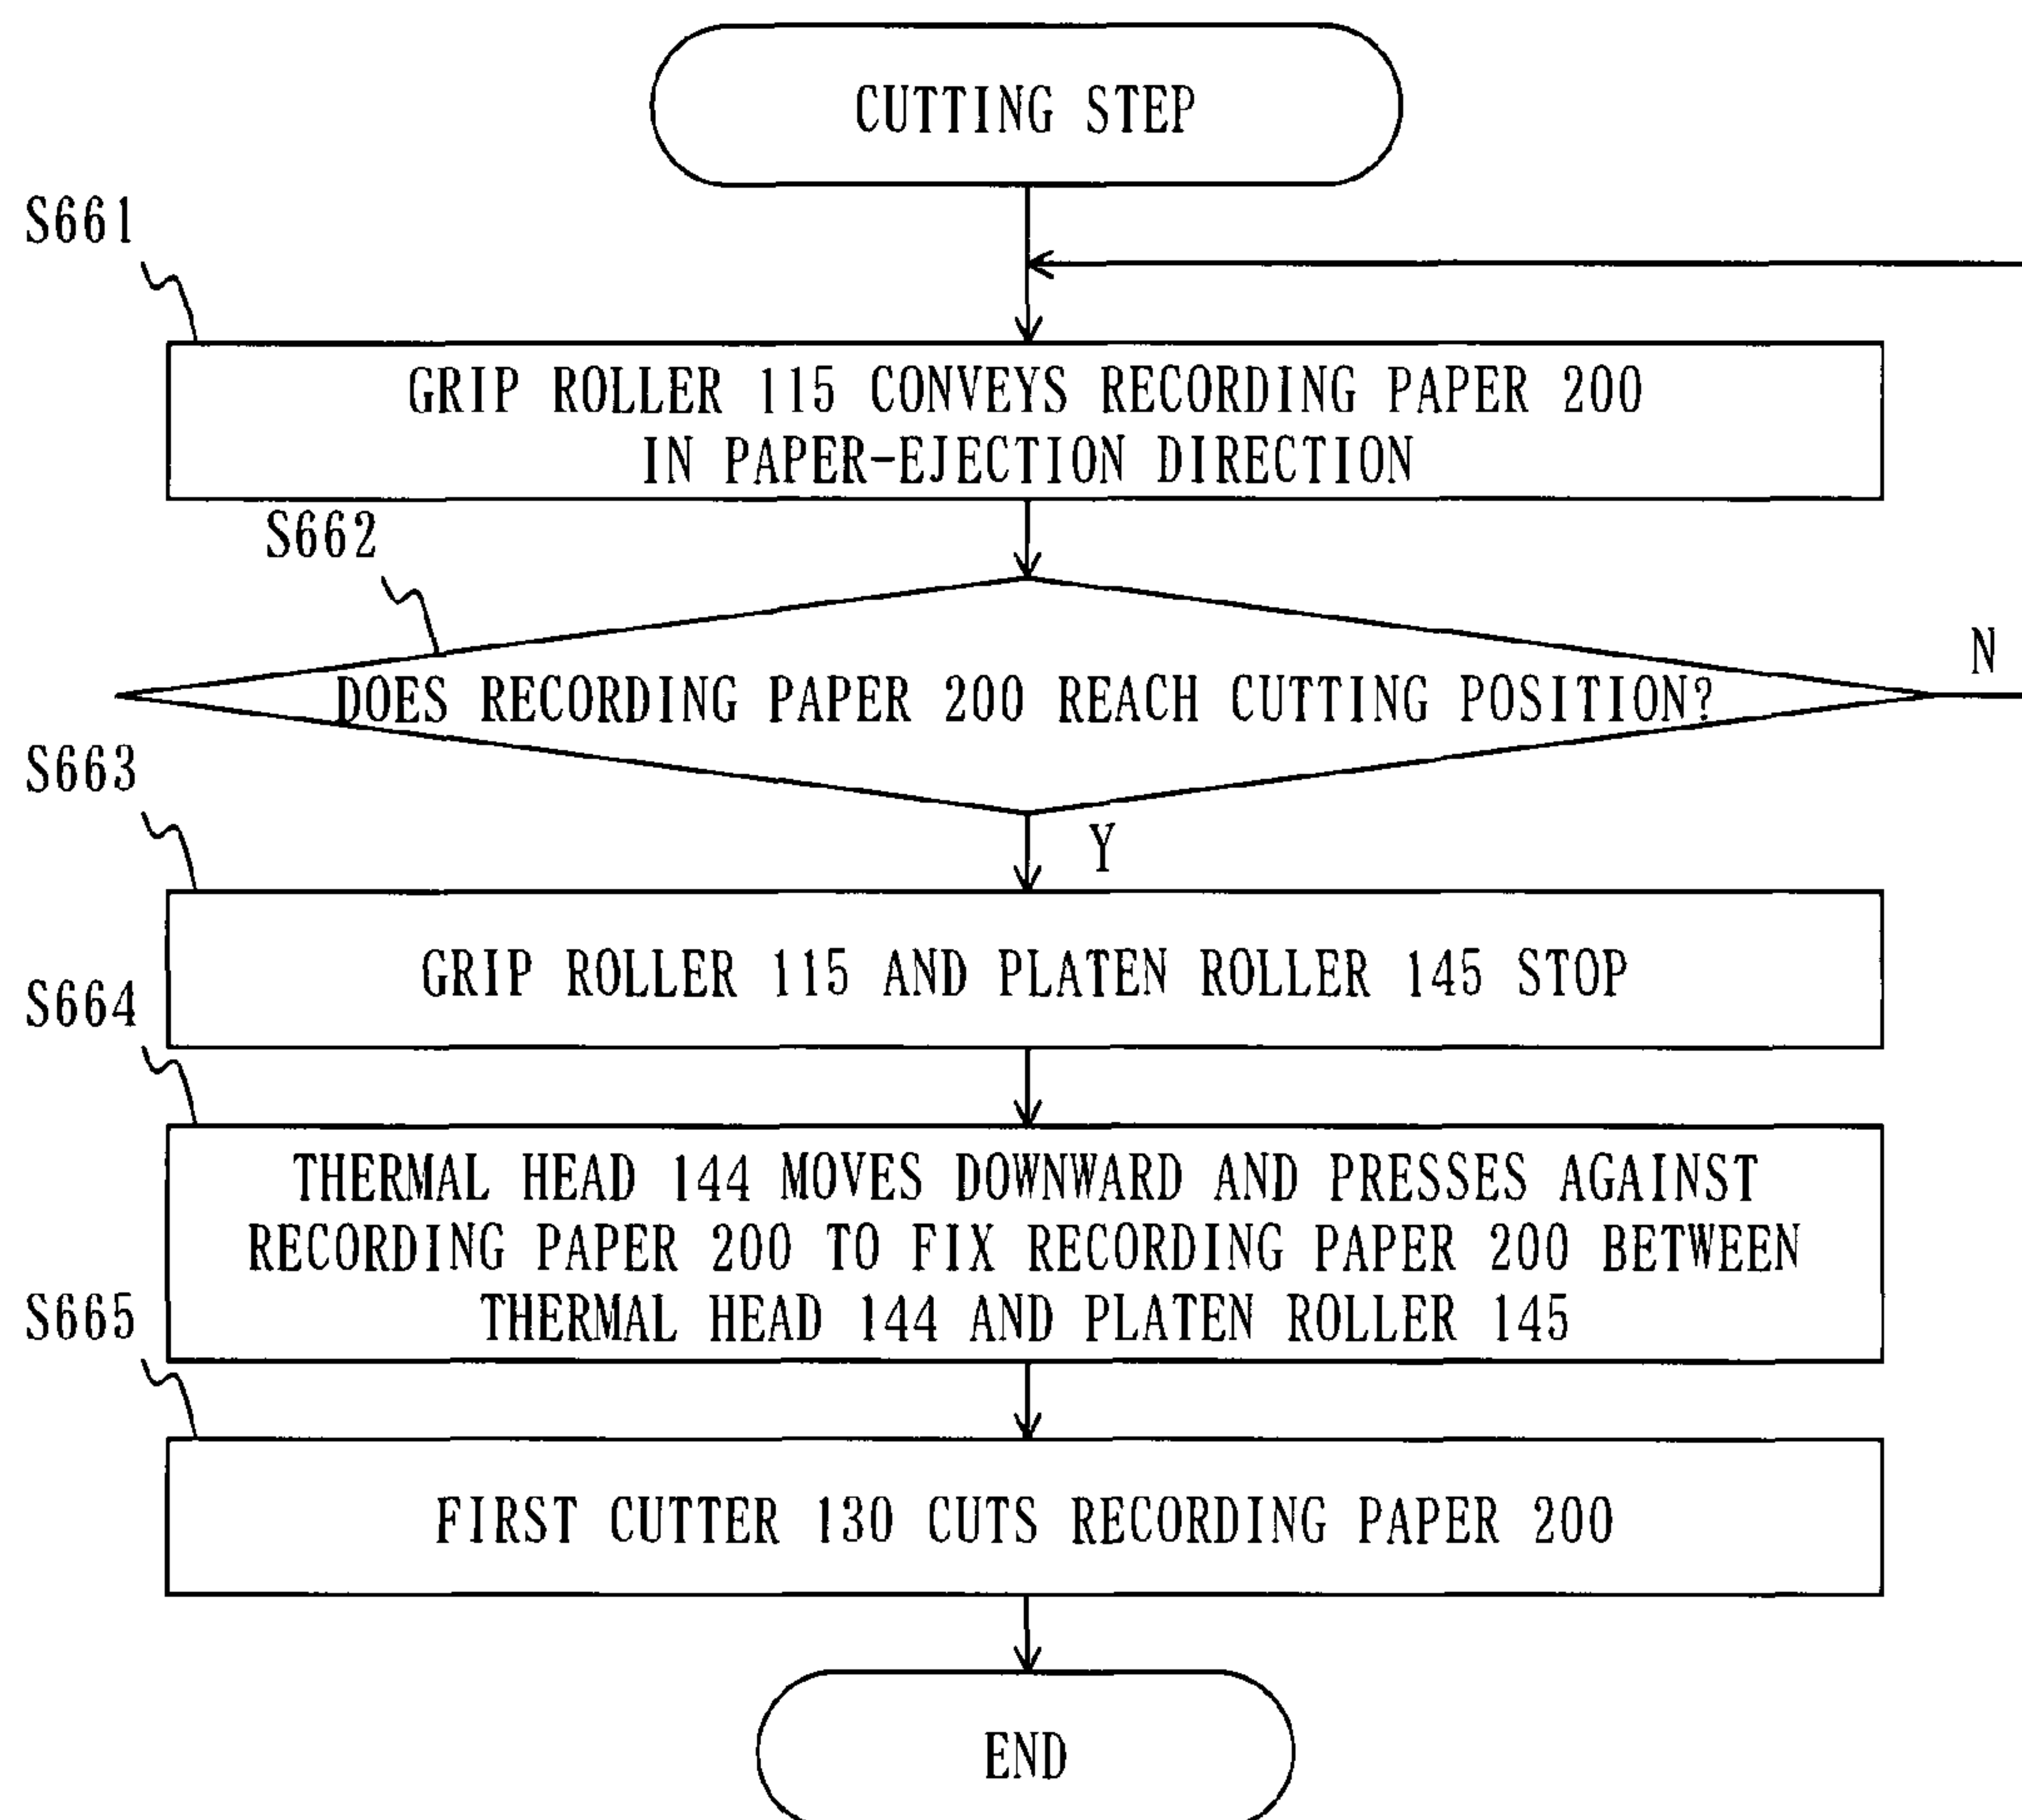 CUTTING STEP
S661
GRIP ROLLER 115 CONVEYS RECORDING PAPER 200
IN PAPER-EJECTION DIRECTION
S662
DOES RECORDING PAPER 200 REACH CUTTING POSITION?
N
Y
S663
GRIP ROLLER 115 AND PLATEN ROLLER 145 STOP
S664
THERMAL HEAD 144 MOVES DOWNWARD AND PRESSES AGAINST
RECORDING PAPER 200 TO FIX RECORDING PAPER 200 BETWEEN
THERMAL HEAD 144 AND PLATEN ROLLER 145
S665
FIRST CUTTER 130 CUTS RECORDING PAPER 200
END